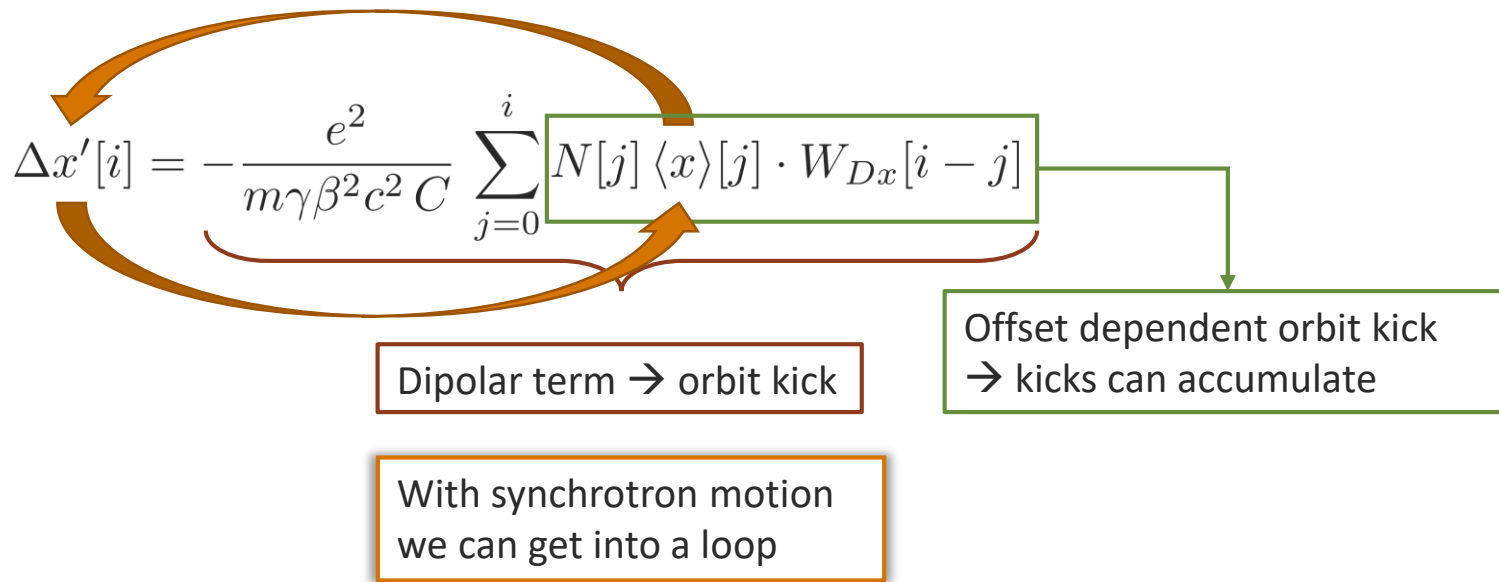 Δx′[i] = − e² / (mγβ²c² C) ∑_{j=0}^{i} N[j] ⟨x⟩[j] · W_{Dx}[i − j]
Dipolar term → orbit kick
Offset dependent orbit kick
→ kicks can accumulate
With synchrotron motion
we can get into a loop